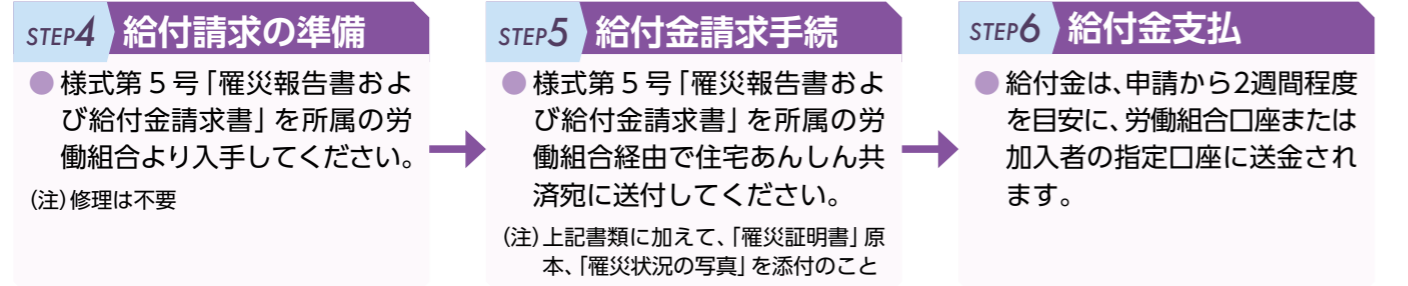 STEP4 給付請求の準備
● 様式第5号「罹災報告書およ
び給付金請求書」を所属の労
働組合より入手してください。
(注)修理は不要
STEP5 給付金請求手続
● 様式第5号「罹災報告書およ
び給付金請求書」を所属の労
働組合経由で住宅あんしん共
済宛に送付してください。
(注)上記書類に加えて、「罹災証明書」原
本、「罹災状況の写真」を添付のこと
STEP6 給付金支払
● 給付金は、申請から2週間程度
を目安に、労働組合口座または
加入者の指定口座に送金され
ます。